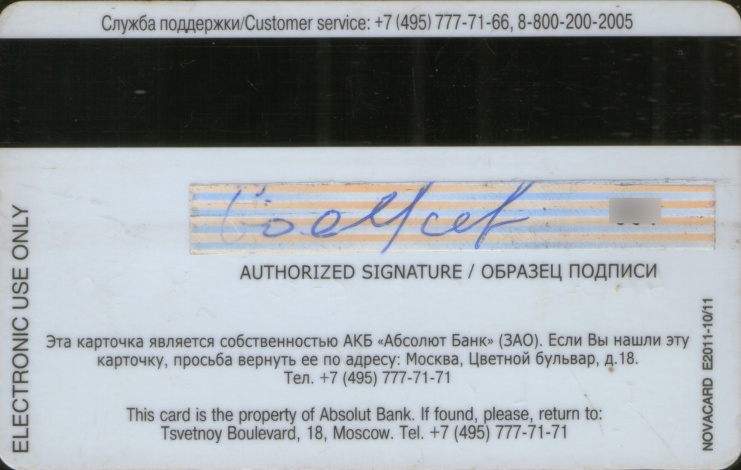 Служба поддержки/Customer service: +7 (495) 777-71-66, 8-800-200-2005
ELECTRONIC USE ONLY
AUTHORIZED SIGNATURE / ОБРАЗЕЦ ПОДПИСИ
Эта карточка является собственностью АКБ «Абсолют Банк» (ЗАО). Если Вы нашли эту
карточку, просьба вернуть ее по адресу: Москва, Цветной бульвар, д.18.
Тел. +7 (495) 777-71-71
This card is the property of Absolut Bank. If found, please, return to:
Tsvetnoy Boulevard, 18, Moscow. Tel. +7 (495) 777-71-71
NOVACARD E2011-10/11